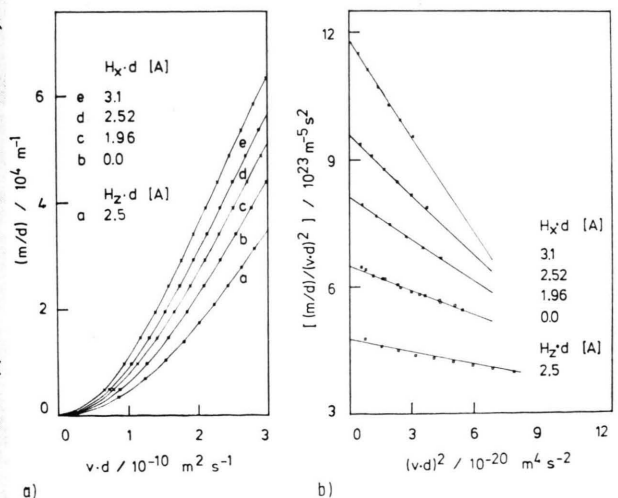 Hx·d [A]
e 3.1
d 2.52
c 1.96
b 0.0
Hz·d [A]
a 2.5
e
d
c
b
a
(m/d) / 10⁴ m⁻¹
6
4
2
0
0 1 2 3
v·d / 10⁻¹⁰ m² s⁻¹
a)
[ (m/d)/(v·d)² ] / 10²³ m⁻⁵ s²
12
9
6
3
Hx·d [A]
3.1
2.52
1.96
0.0
Hz·d [A]
2.5
0 3 6 9 12
(v·d)² / 10⁻²⁰ m⁴ s⁻²
b)